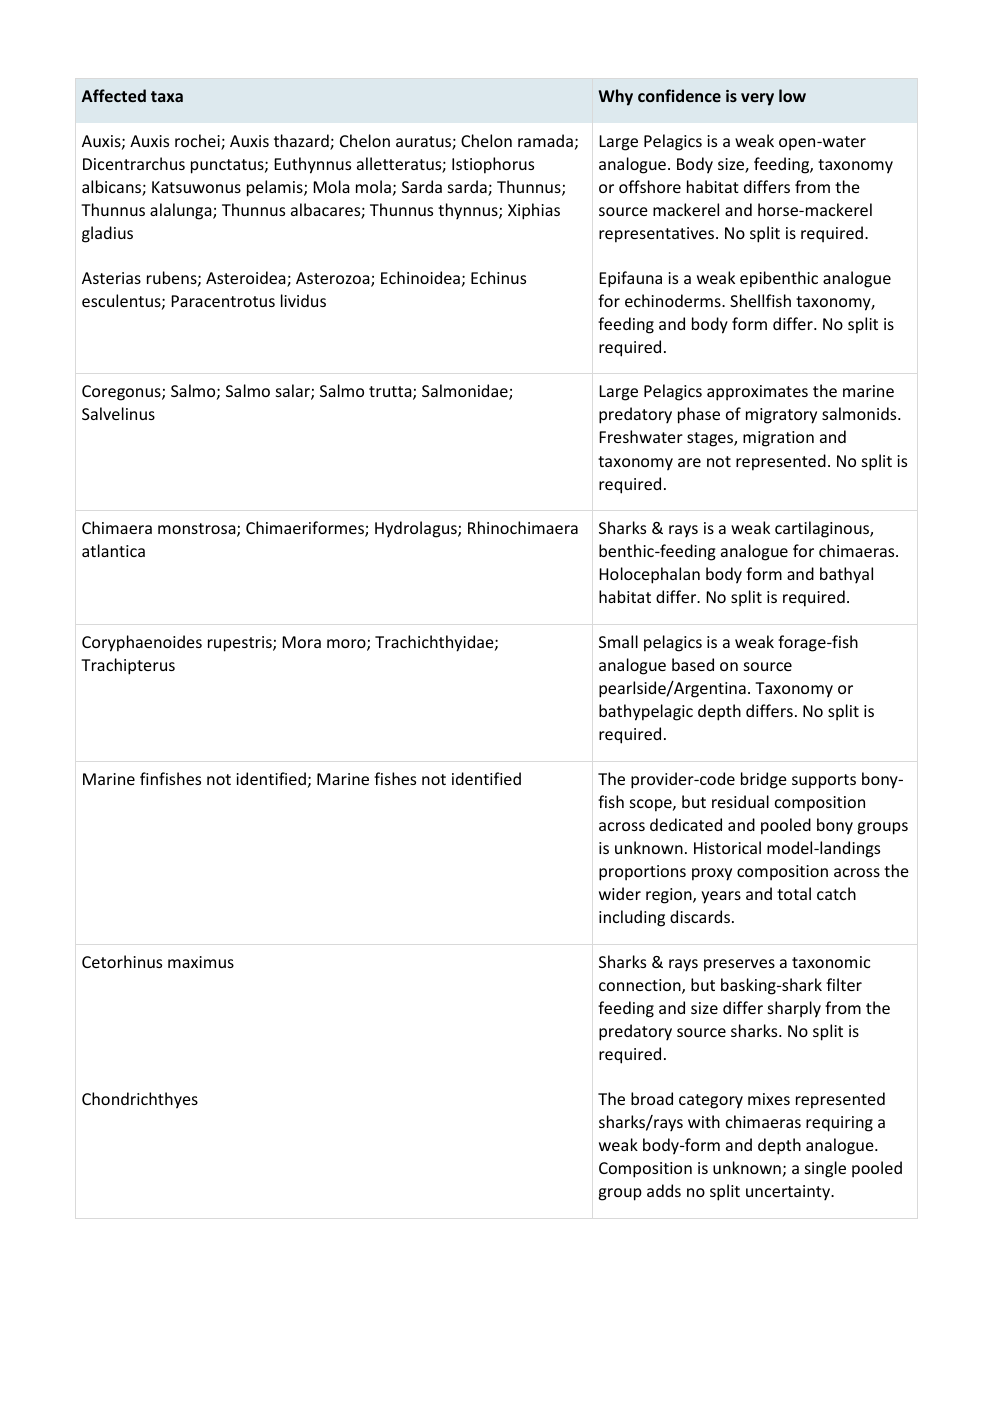 Affected taxa
Why confidence is very low
Auxis; Auxis rochei; Auxis thazard; Chelon auratus; Chelon ramada;
Dicentrarchus punctatus; Euthynnus alletteratus; Istiophorus
albicans; Katsuwonus pelamis; Mola mola; Sarda sarda; Thunnus;
Thunnus alalunga; Thunnus albacares; Thunnus thynnus; Xiphias
gladius
Large Pelagics is a weak open-water
analogue. Body size, feeding, taxonomy
or offshore habitat differs from the
source mackerel and horse-mackerel
representatives. No split is required.
Asterias rubens; Asteroidea; Asterozoa; Echinoidea; Echinus
esculentus; Paracentrotus lividus
Epifauna is a weak epibenthic analogue
for echinoderms. Shellfish taxonomy,
feeding and body form differ. No split is
required.
Coregonus; Salmo; Salmo salar; Salmo trutta; Salmonidae;
Salvelinus
Large Pelagics approximates the marine
predatory phase of migratory salmonids.
Freshwater stages, migration and
taxonomy are not represented. No split is
required.
Chimaera monstrosa; Chimaeriformes; Hydrolagus; Rhinochimaera
atlantica
Sharks & rays is a weak cartilaginous,
benthic-feeding analogue for chimaeras.
Holocephalan body form and bathyal
habitat differ. No split is required.
Coryphaenoides rupestris; Mora moro; Trachichthyidae;
Trachipterus
Small pelagics is a weak forage-fish
analogue based on source
pearlside/Argentina. Taxonomy or
bathypelagic depth differs. No split is
required.
Marine finfishes not identified; Marine fishes not identified
The provider-code bridge supports bony-
fish scope, but residual composition
across dedicated and pooled bony groups
is unknown. Historical model-landings
proportions proxy composition across the
wider region, years and total catch
including discards.
Cetorhinus maximus
Sharks & rays preserves a taxonomic
connection, but basking-shark filter
feeding and size differ sharply from the
predatory source sharks. No split is
required.
Chondrichthyes
The broad category mixes represented
sharks/rays with chimaeras requiring a
weak body-form and depth analogue.
Composition is unknown; a single pooled
group adds no split uncertainty.